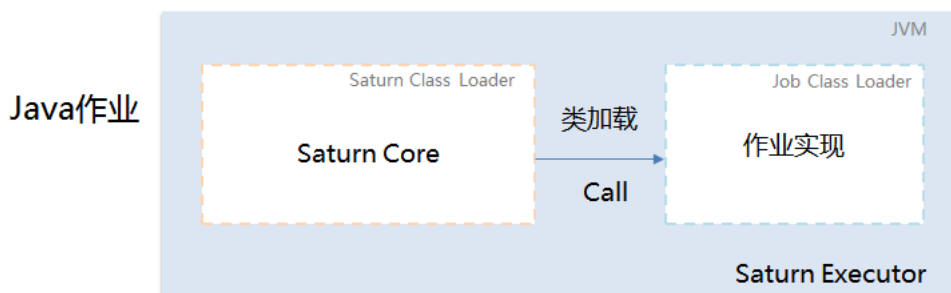 JVM
Saturn Class Loader
Job Class Loader
Java作业
类加载
作业实现
Saturn Core
Call
Saturn Executor